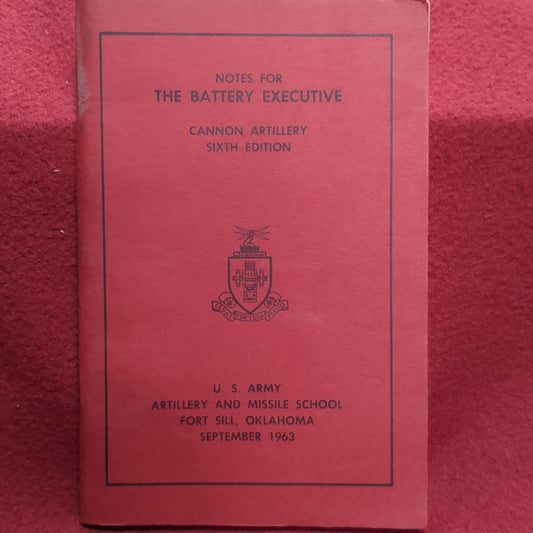 NOTES FOR
THE BATTERY EXECUTIVE
CANNON ARTILLERY
SIXTH EDITION
U. S. ARMY
ARTILLERY AND MISSILE SCHOOL
FORT SILL, OKLAHOMA
SEPTEMBER 1963